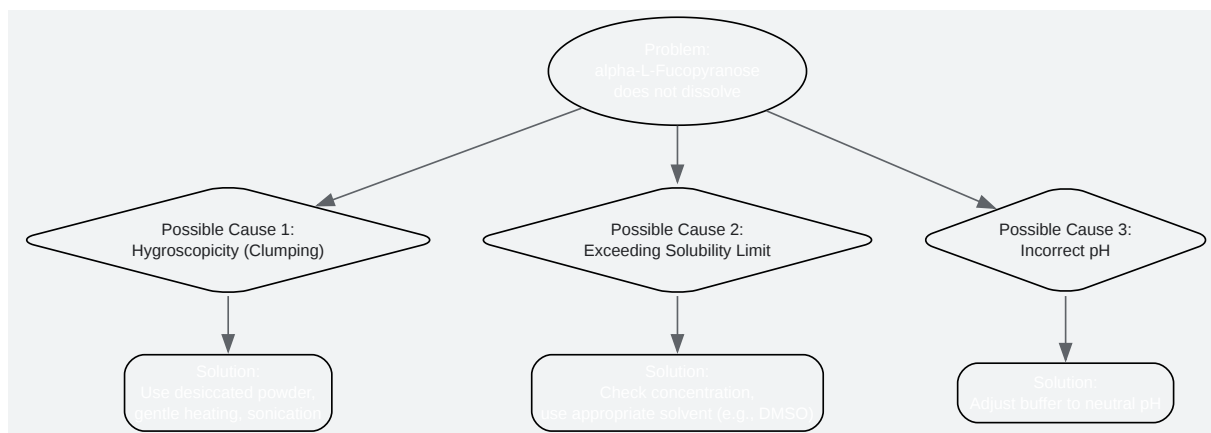 Problem:
alpha-L-Fucopyranose
does not dissolve
Possible Cause 1:
Hygroscopicity (Clumping)
Possible Cause 2:
Exceeding Solubility Limit
Possible Cause 3:
Incorrect pH
Solution:
Use desiccated powder,
gentle heating, sonication
Solution:
Check concentration,
use appropriate solvent (e.g., DMSO)
Solution:
Adjust buffer to neutral pH